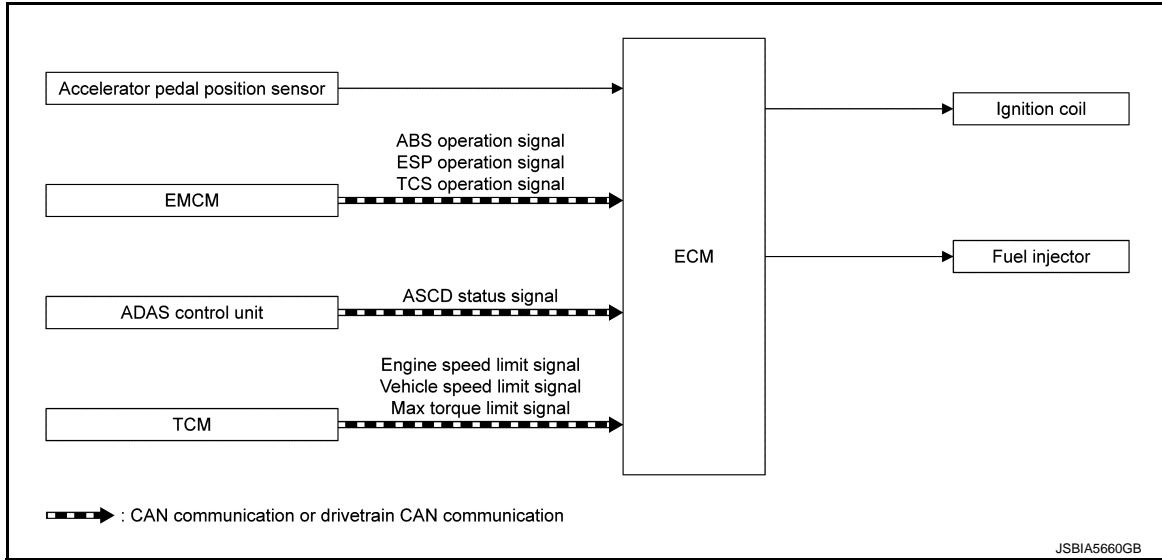 Accelerator pedal position sensor
ABS operation signal
ESP operation signal
TCS operation signal
EMCM
ASCD status signal
ADAS control unit
Engine speed limit signal
Vehicle speed limit signal
Max torque limit signal
TCM
ECM
Ignition coil
Fuel injector
: CAN communication or drivetrain CAN communication
JSBIA5660GB